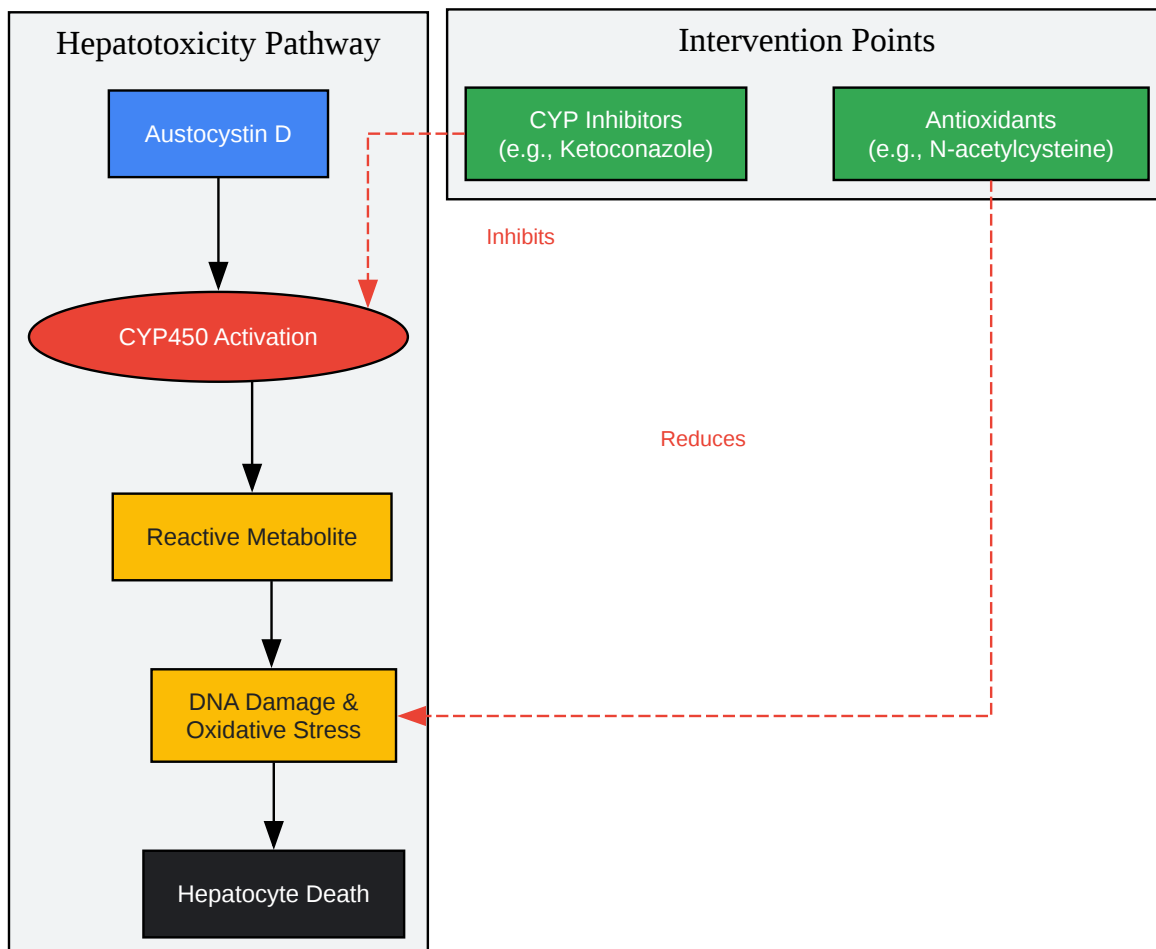 Hepatotoxicity Pathway
Austocystin D
CYP450 Activation
Reactive Metabolite
DNA Damage &
Oxidative Stress
Hepatocyte Death
Intervention Points
CYP Inhibitors
(e.g., Ketoconazole)
Antioxidants
(e.g., N-acetylcysteine)
Inhibits
Reduces